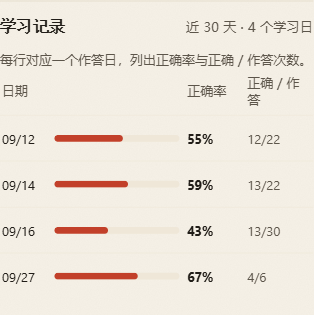 学习记录 近 30 天 · 4 个学习日
每行对应一个作答日，列出正确率与正确 / 作答次数。
日期 正确率 正确 / 作答
09/12 55% 12/22
09/14 59% 13/22
09/16 43% 13/30
09/27 67% 4/6